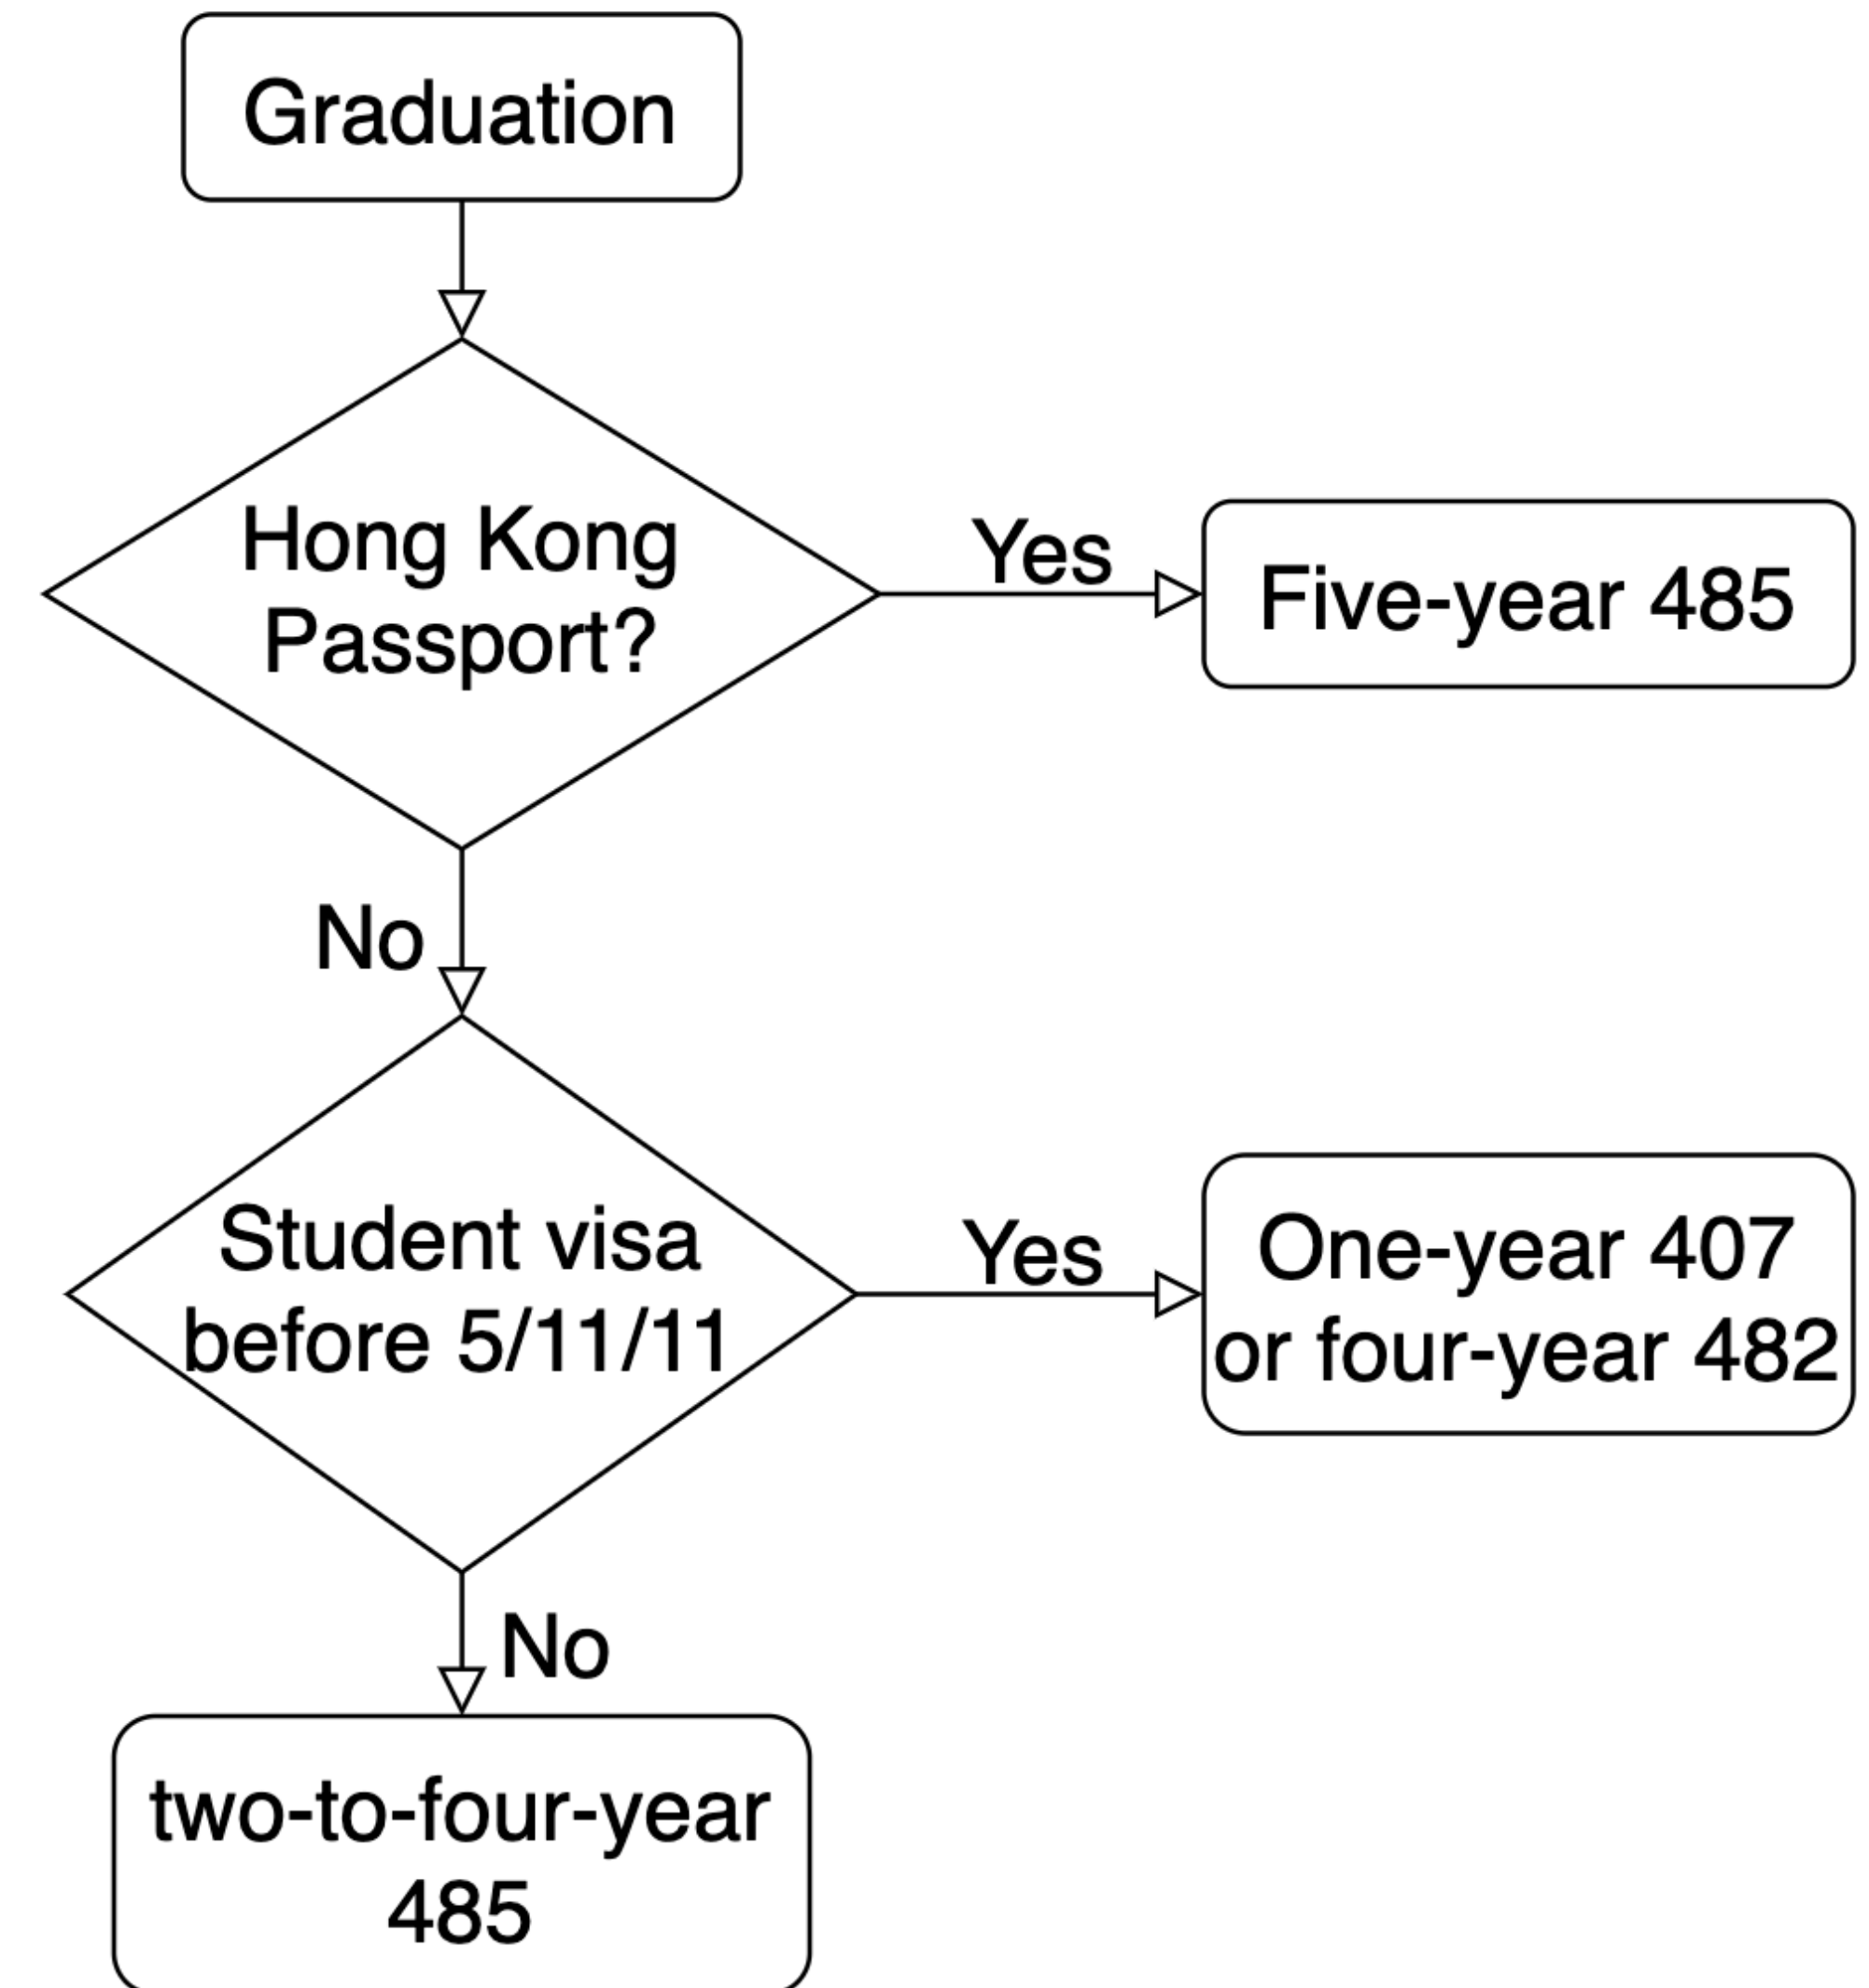 Graduation
Hong Kong
Passport?
Yes
Five-year 485
No
Student visa
before 5/11/11
Yes
One-year 407
or four-year 482
No
two-to-four-year
485